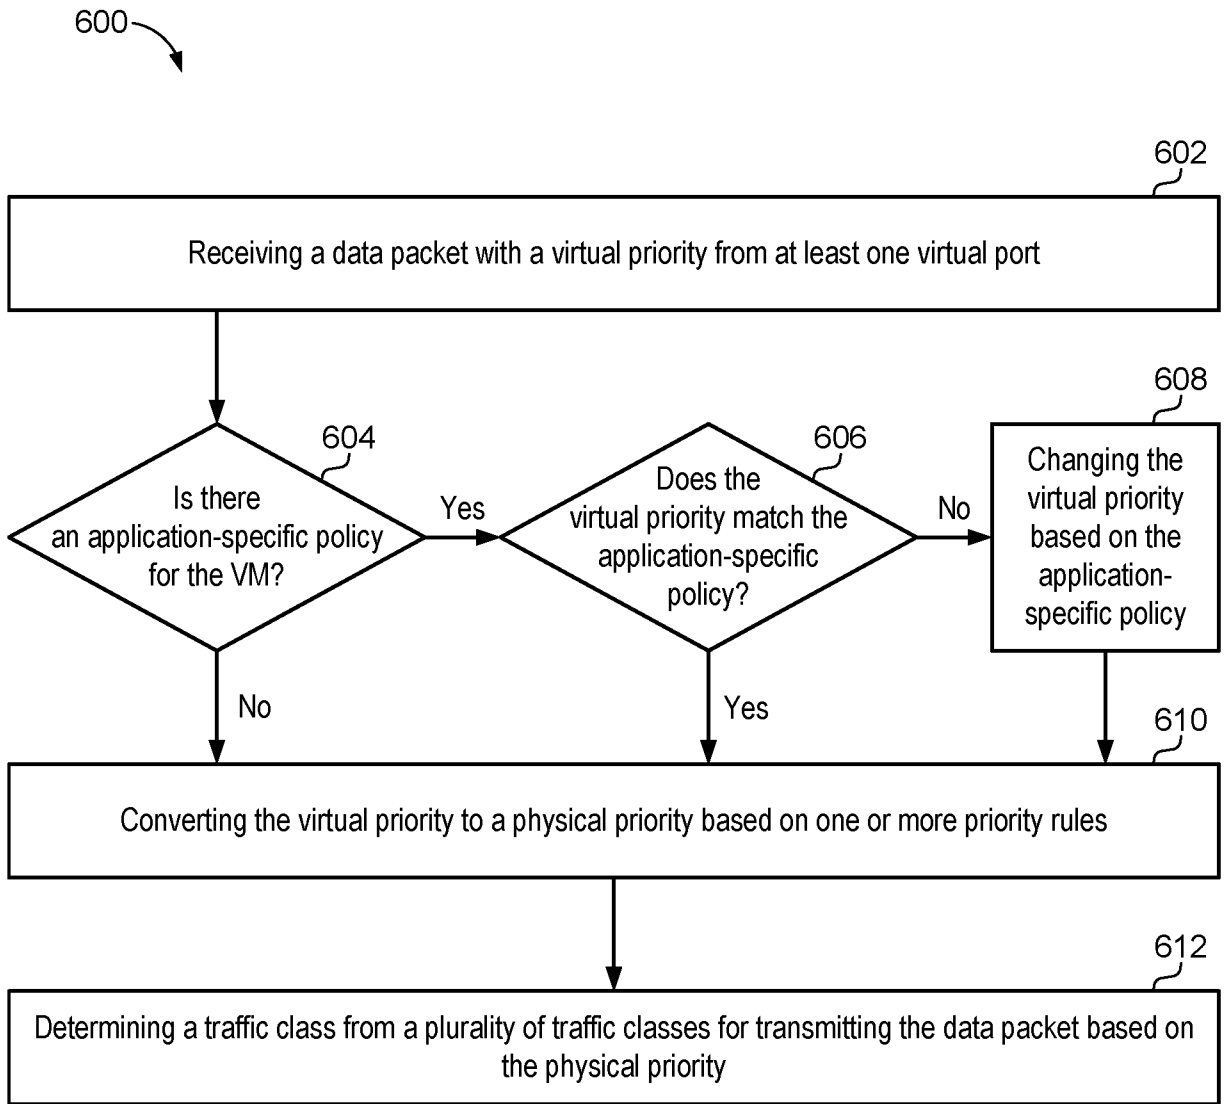 600
602
Receiving a data packet with a virtual priority from at least one virtual port
604
Is there
an application-specific policy
for the VM?
Yes
606
Does the
virtual priority match the
application-specific
policy?
No
608
Changing the
virtual priority
based on the
application-
specific policy
No
Yes
610
Converting the virtual priority to a physical priority based on one or more priority rules
612
Determining a traffic class from a plurality of traffic classes for transmitting the data packet based on
the physical priority